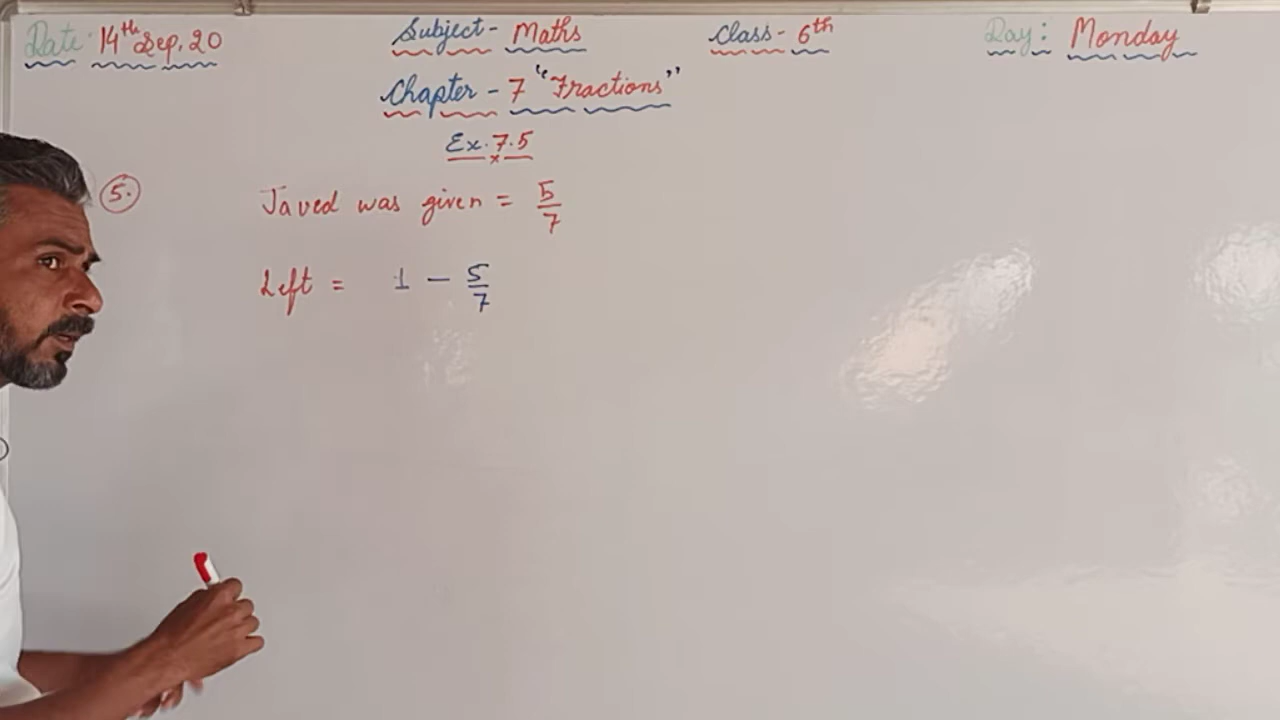 Date: 14th Sep, 20 Subject - Maths Class - 6th Day: Monday
Chapter - 7 "Fractions"
Ex. 7.5
5. Javed was given = 5/7
Left = 1 - 5/7